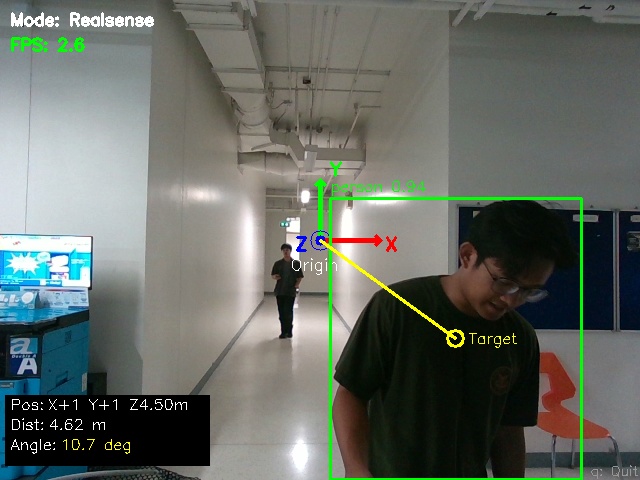 Mode: Realsense
FPS: 2.6
Y
person 0.94
Z
X
Origin
Target
a
A
Pos: X+1 Y+1 Z4.50m
Dist: 4.62 m
Angle: 10.7 deg
q: Quit